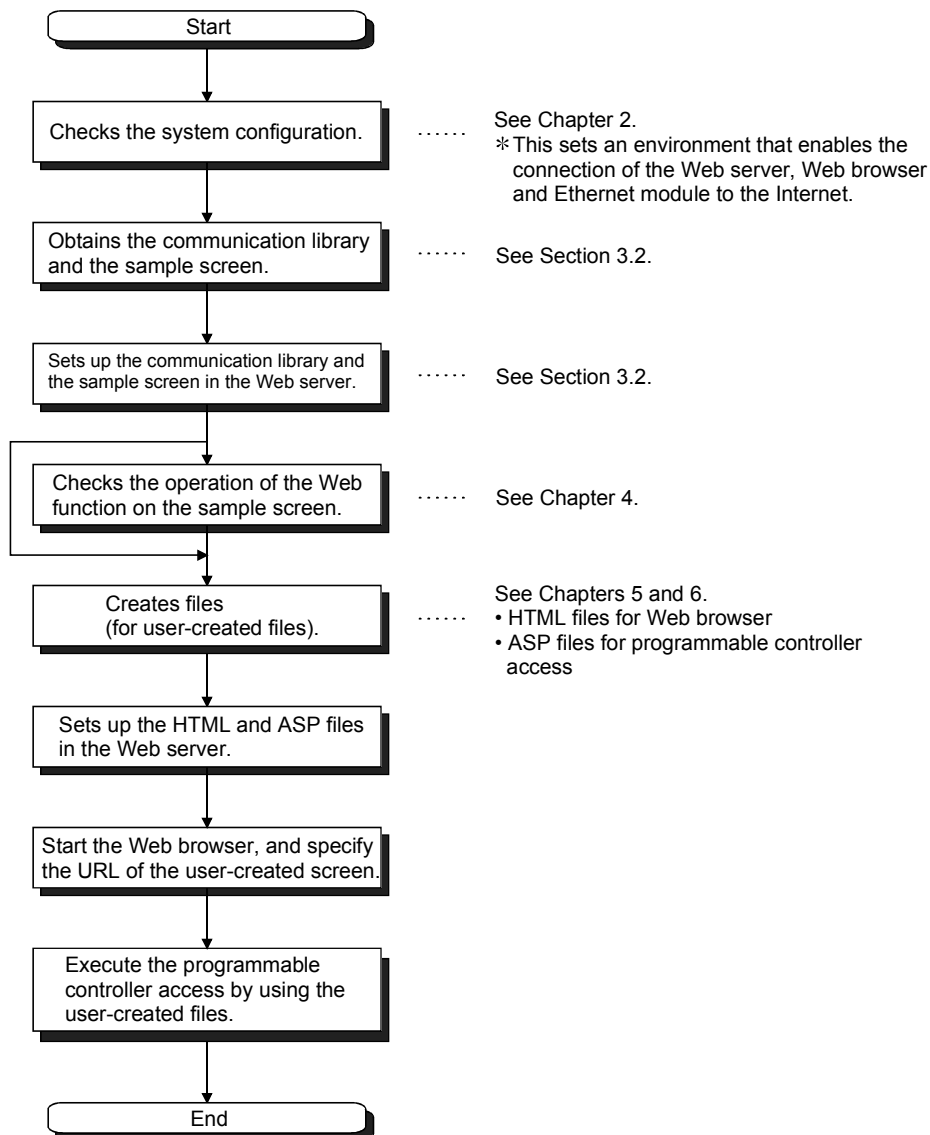 Start
Checks the system configuration.
...... See Chapter 2.
＊This sets an environment that enables the
connection of the Web server, Web browser
and Ethernet module to the Internet.
Obtains the communication library
and the sample screen.
...... See Section 3.2.
Sets up the communication library and
the sample screen in the Web server.
...... See Section 3.2.
Checks the operation of the Web
function on the sample screen.
...... See Chapter 4.
Creates files
(for user-created files).
...... See Chapters 5 and 6.
• HTML files for Web browser
• ASP files for programmable controller
access
Sets up the HTML and ASP files
in the Web server.
Start the Web browser, and specify
the URL of the user-created screen.
Execute the programmable
controller access by using the
user-created files.
End